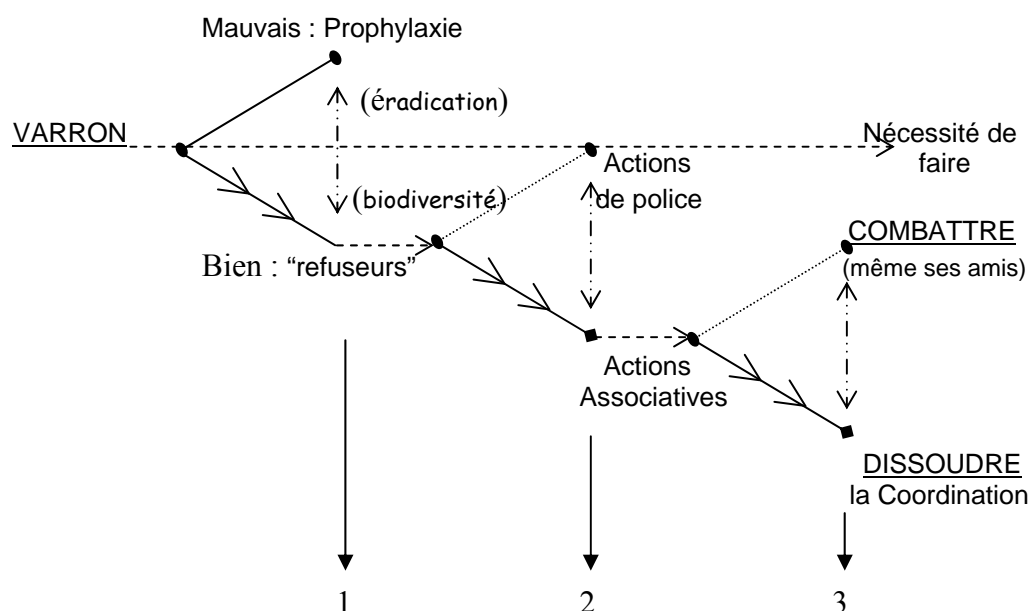 Mauvais : Prophylaxie
(éradication)
VARRON
Nécessité de
faire
Actions
de police
(biodiversité)
Bien : “refuseurs”
COMBATTRE
(même ses amis)
Actions
Associatives
DISSOUDRE
la Coordination
1
2
3